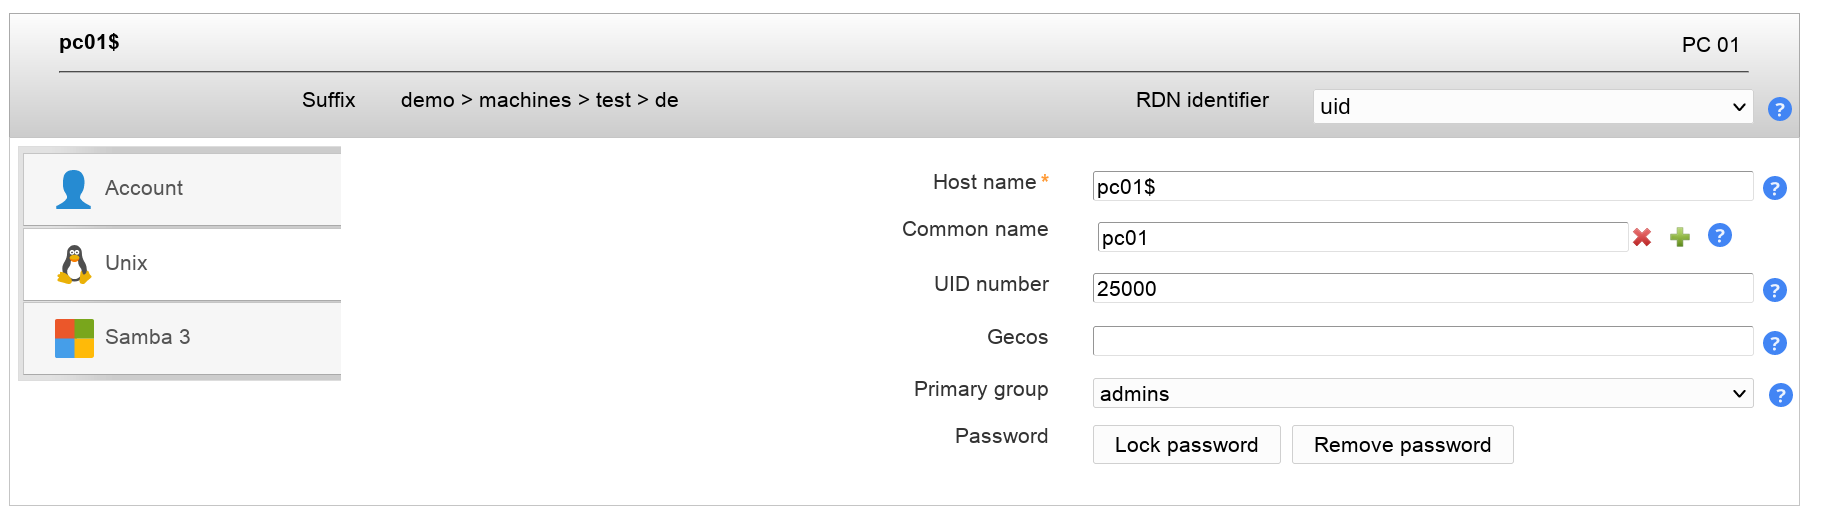 pc01$ PC 01
Suffix demo > machines > test > de RDN identifier uid ?
Account
Unix
Samba 3
Host name * pc01$ ?
Common name pc01 ?
UID number 25000 ?
Gecos ?
Primary group admins ?
Password Lock password Remove password